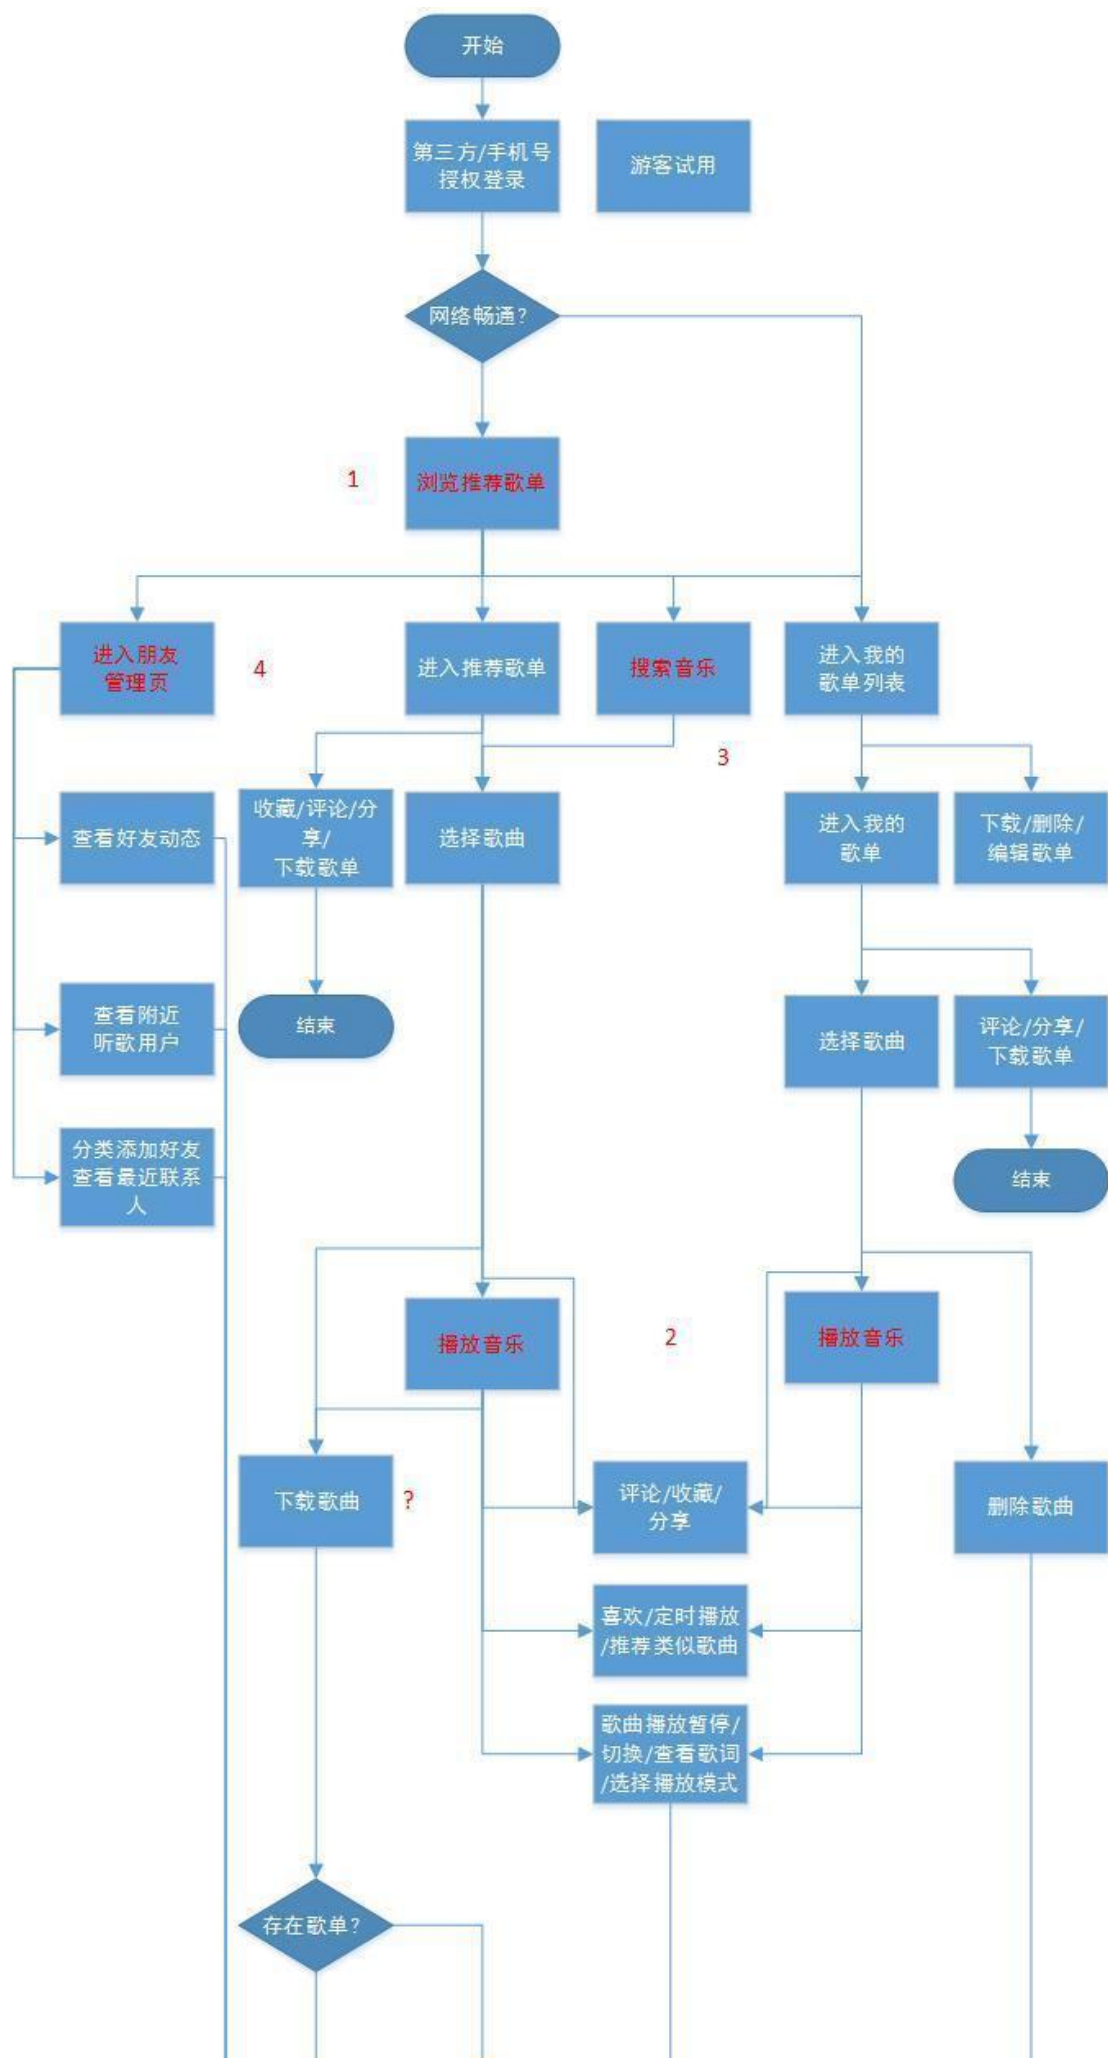 开始
第三方/手机号
授权登录
游客试用
网络畅通?
1
浏览推荐歌单
进入朋友
管理页
4
进入推荐歌单
搜索音乐
进入我的
歌单列表
3
查看好友动态
收藏/评论/分
享/
下载歌单
选择歌曲
进入我的
歌单
下载/删除/
编辑歌单
查看附近
听歌用户
结束
选择歌曲
评论/分享/
下载歌单
分类添加好友
查看最近联系
人
结束
播放音乐
2
播放音乐
下载歌曲
?
评论/收藏/
分享
删除歌曲
喜欢/定时播放
/推荐类似歌曲
歌曲播放暂停/
切换/查看歌词
/选择播放模式
存在歌单?